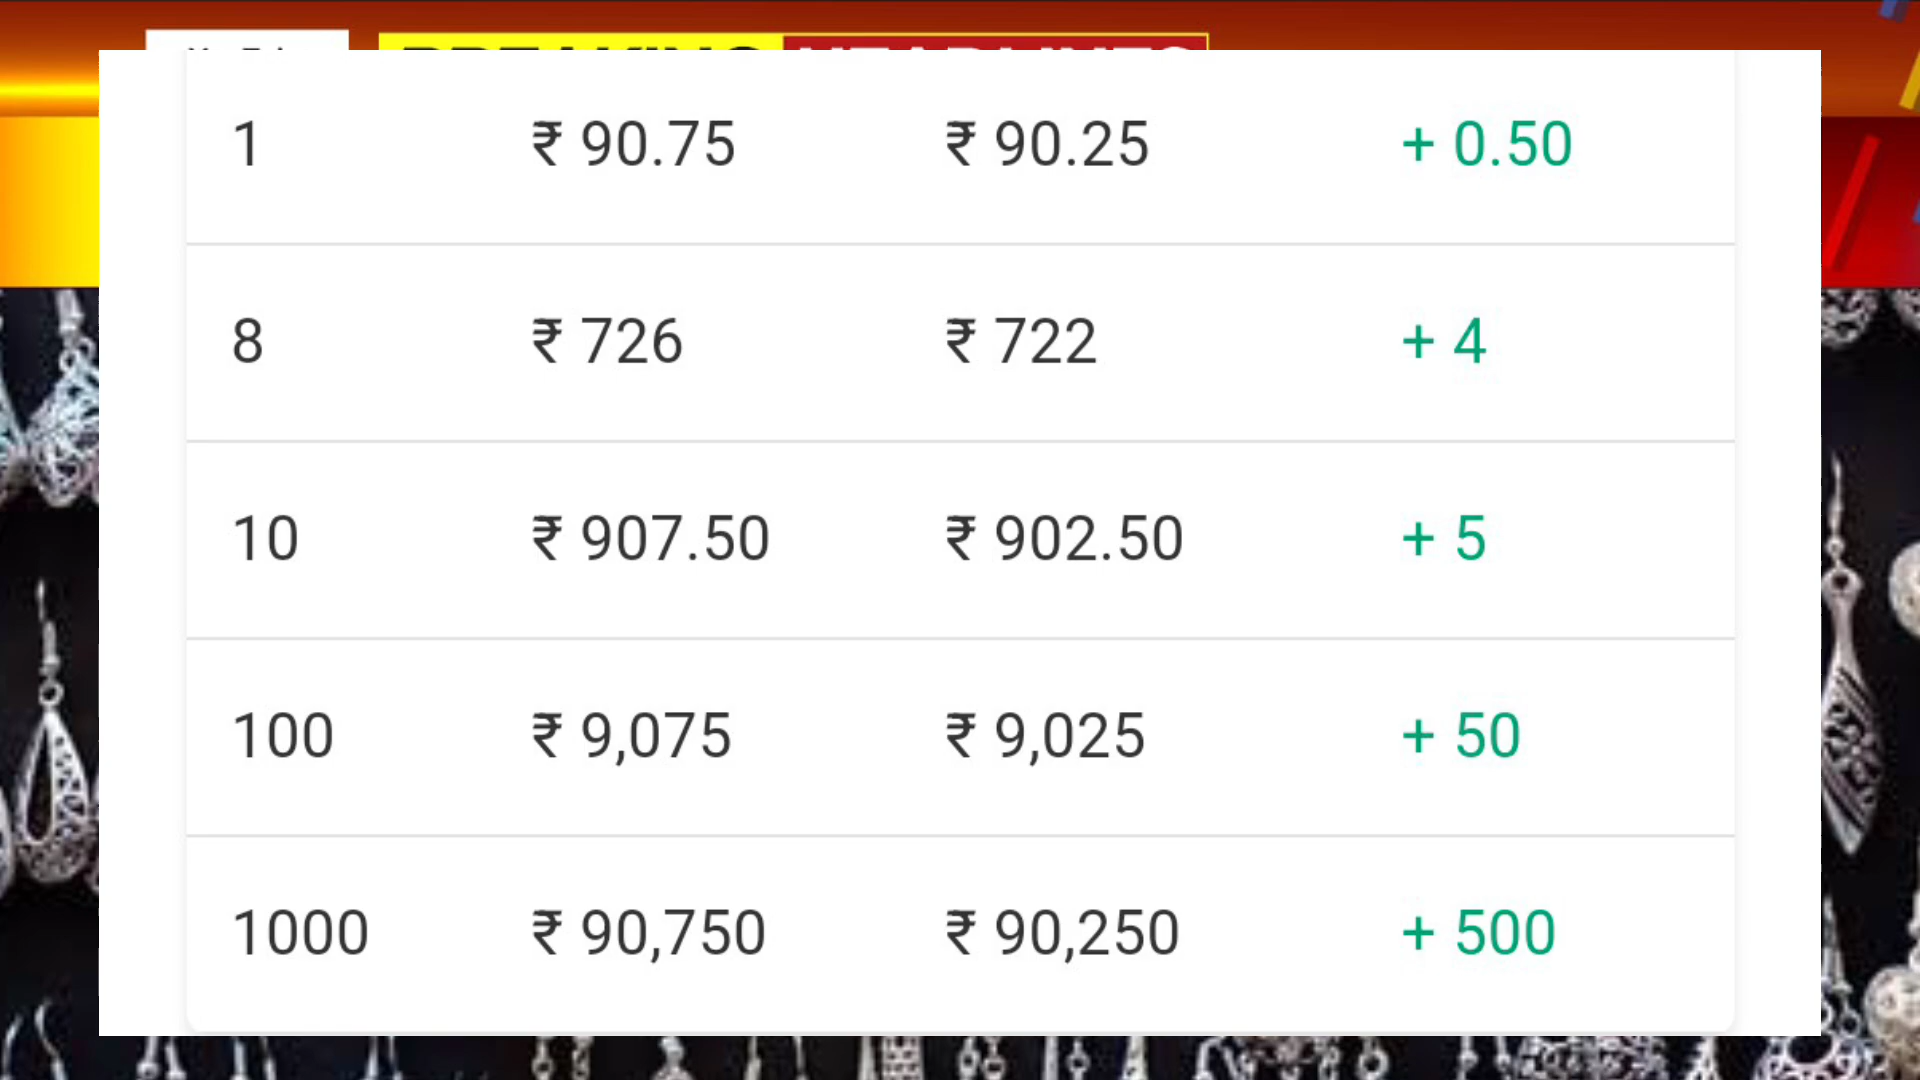 1 ₹ 90.75 ₹ 90.25 + 0.50
8 ₹ 726 ₹ 722 + 4
10 ₹ 907.50 ₹ 902.50 + 5
100 ₹ 9,075 ₹ 9,025 + 50
1000 ₹ 90,750 ₹ 90,250 + 500